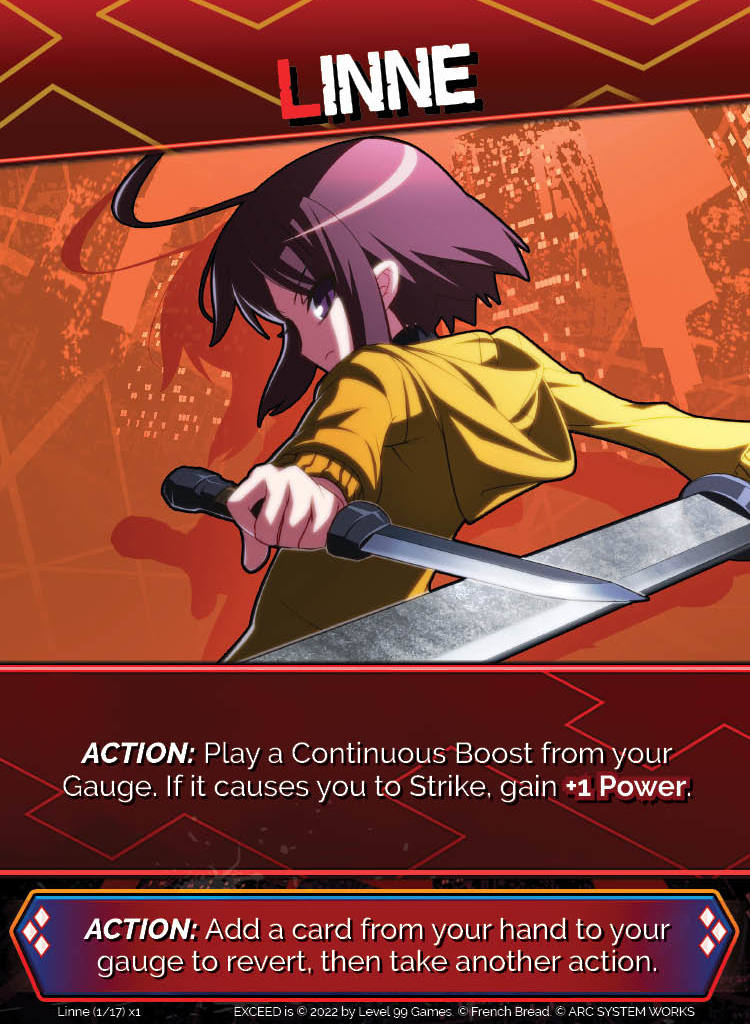 LINNE
ACTION: Play a Continuous Boost from your
Gauge. If it causes you to Strike, gain +1 Power.
ACTION: Add a card from your hand to your
gauge to revert, then take another action.
Linne (1/17) x1 EXCEED is © 2022 by Level 99 Games. © French Bread. © ARC SYSTEM WORKS